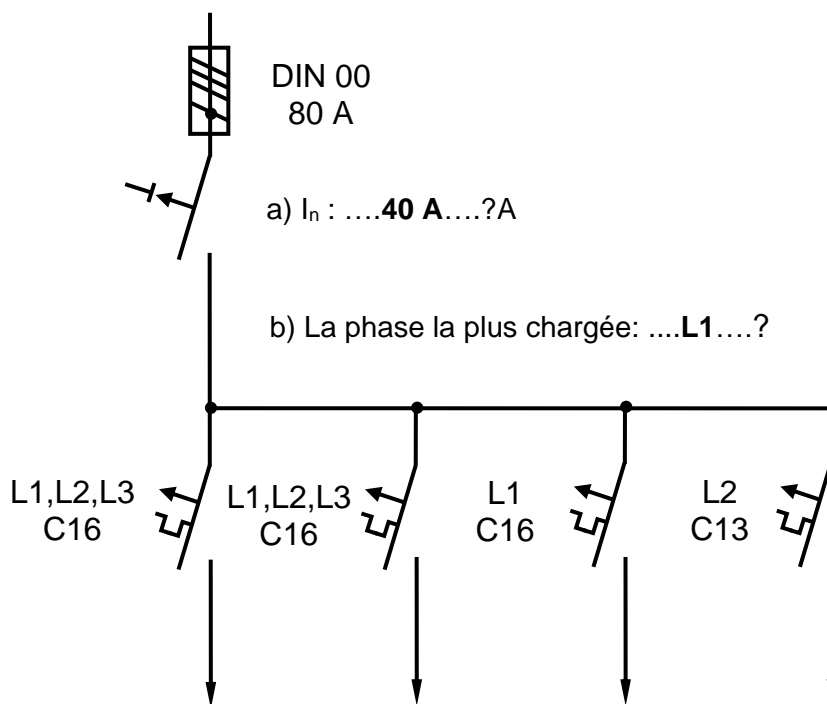 DIN 00
80 A
a) In : ….40 A….?A
b) La phase la plus chargée: ....L1….?
L1,L2,L3
C16
L1,L2,L3
C16
L1
C16
L2
C13